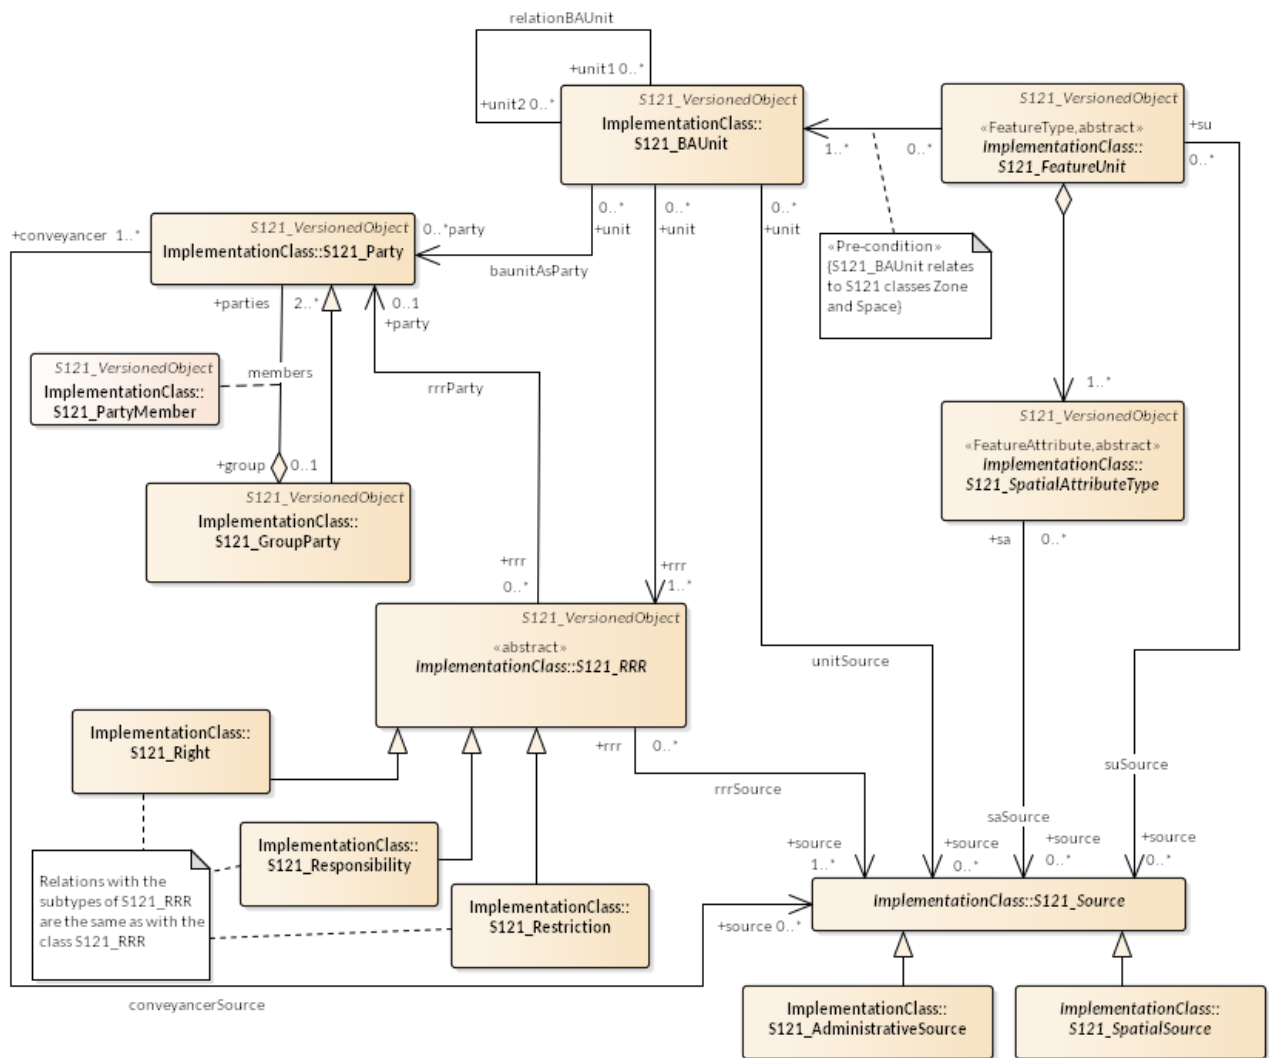 relationBAUnit
+unit1 0..*
+unit2 0..*
S121_VersionedObject
ImplementationClass::
S121_BAUnit
S121_VersionedObject
«FeatureType,abstract»
ImplementationClass::
S121_FeatureUnit
+su
0..*
1..*
0..*
«Pre-condition»
{S121_BAUnit relates
to S121 classes Zone
and Space}
0..*
+unit
0..*
+unit
0..*
+unit
+conveyancer 1..*
S121_VersionedObject
ImplementationClass::S121_Party
0..*party
baunitAsParty
+parties
2..*
0..1
+party
S121_VersionedObject
ImplementationClass::
S121_PartyMember
members
rrrParty
1..*
S121_VersionedObject
«FeatureAttribute,abstract»
ImplementationClass::
S121_SpatialAttributeType
+group
0..1
S121_VersionedObject
ImplementationClass::
S121_GroupParty
+sa
0..*
+rrr
0..*
+rrr
1..*
S121_VersionedObject
«abstract»
ImplementationClass::S121_RRR
unitSource
ImplementationClass::
S121_Right
+rrr
0..*
rrrSource
suSource
saSource
ImplementationClass::
S121_Responsibility
+source
1..*
+source
0..*
+source
0..*
+source
0..*
Relations with the
subtypes of S121_RRR
are the same as with the
class S121_RRR
ImplementationClass::
S121_Restriction
ImplementationClass::S121_Source
+source 0..*
conveyancerSource
ImplementationClass::
S121_AdministrativeSource
ImplementationClass::
S121_SpatialSource